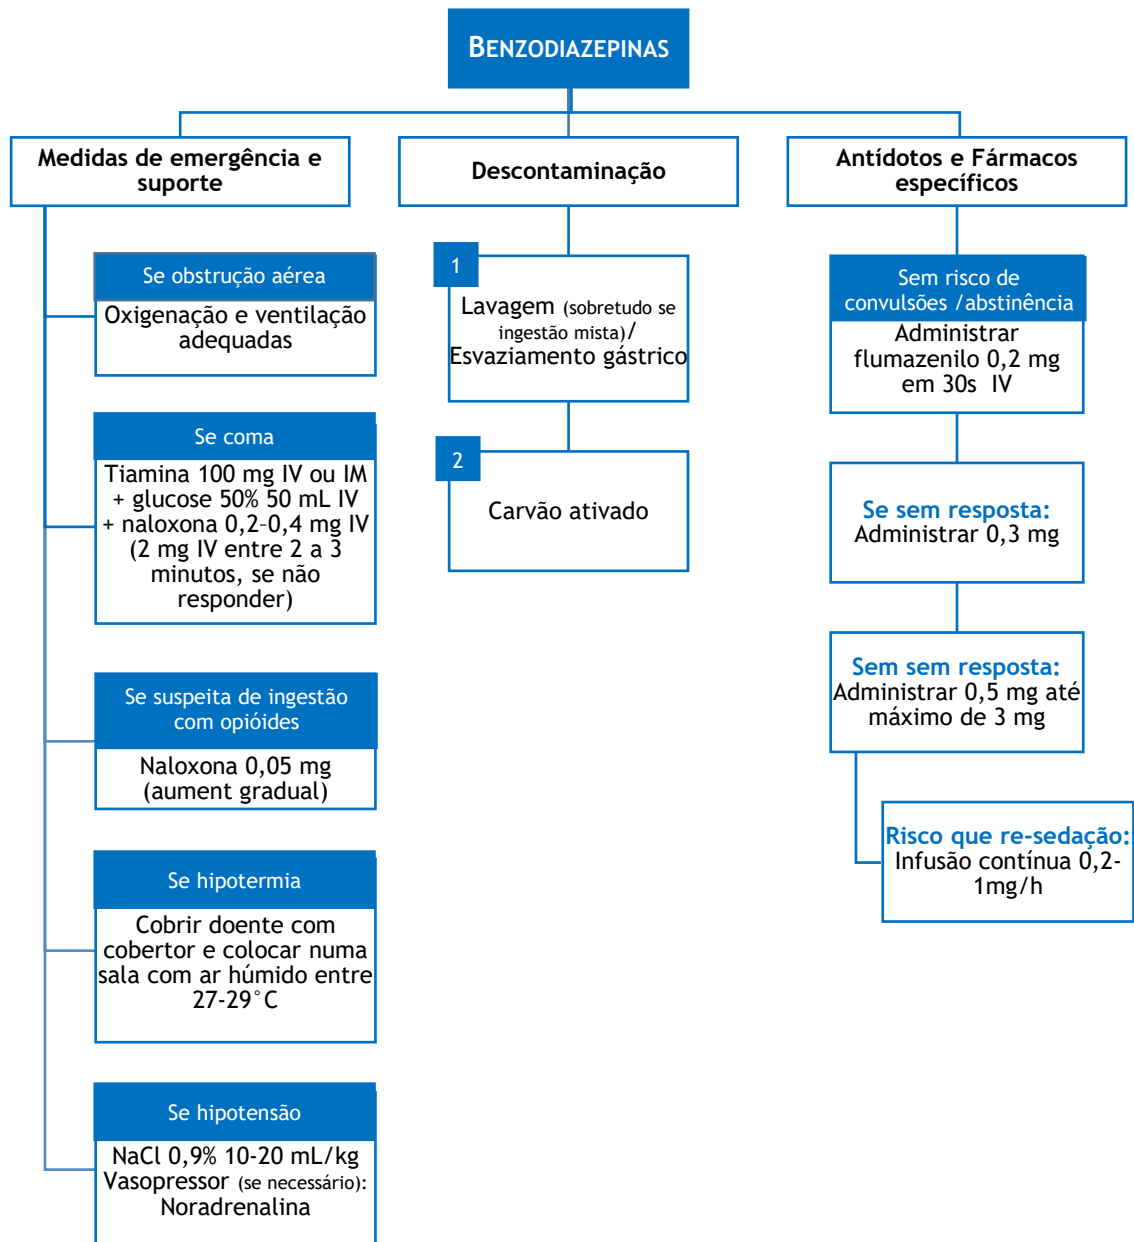 BENZODIAZEPINAS
Medidas de emergência e
suporte
Se obstrução aérea
Oxigenação e ventilação
adequadas
Se coma
Tiamina 100 mg IV ou IM
+ glucose 50% 50 mL IV
+ naloxona 0,2–0,4 mg IV
(2 mg IV entre 2 a 3
minutos, se não
responder)
Se suspeita de ingestão
com opióides
Naloxona 0,05 mg
(aument gradual)
Se hipotermia
Cobrir doente com
cobertor e colocar numa
sala com ar húmido entre
27-29°C
Se hipotensão
NaCl 0,9% 10-20 mL/kg
Vasopressor (se necessário):
Noradrenalina
Descontaminação
1
Lavagem (sobretudo se
ingestão mista)/
Esvaziamento gástrico
2
Carvão ativado
Antídotos e Fármacos
específicos
Sem risco de
convulsões /abstinência
Administrar
flumazenilo 0,2 mg
em 30s IV
Se sem resposta:
Administrar 0,3 mg
Sem sem resposta:
Administrar 0,5 mg até
máximo de 3 mg
Risco que re-sedação:
Infusão contínua 0,2-
1mg/h